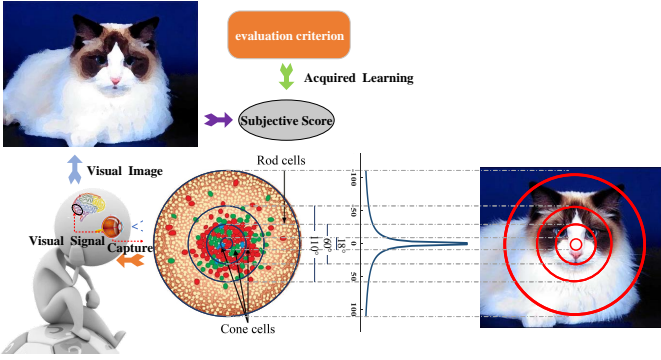 evaluation criterion
Acquired Learning
Subjective Score
Visual Image
Visual Signal
Capture
Rod cells
Cone cells
110°
60°
18°
100
50
0
50
100